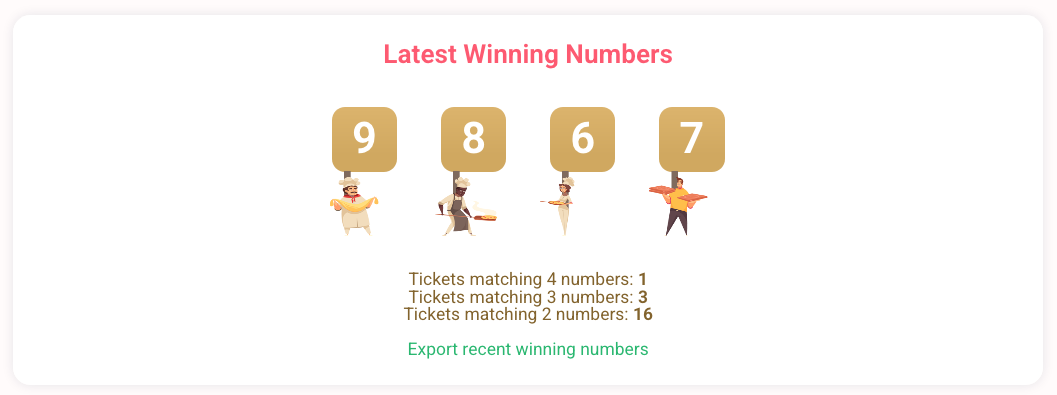 Latest Winning Numbers
9 8 6 7
Tickets matching 4 numbers: 1
Tickets matching 3 numbers: 3
Tickets matching 2 numbers: 16
Export recent winning numbers